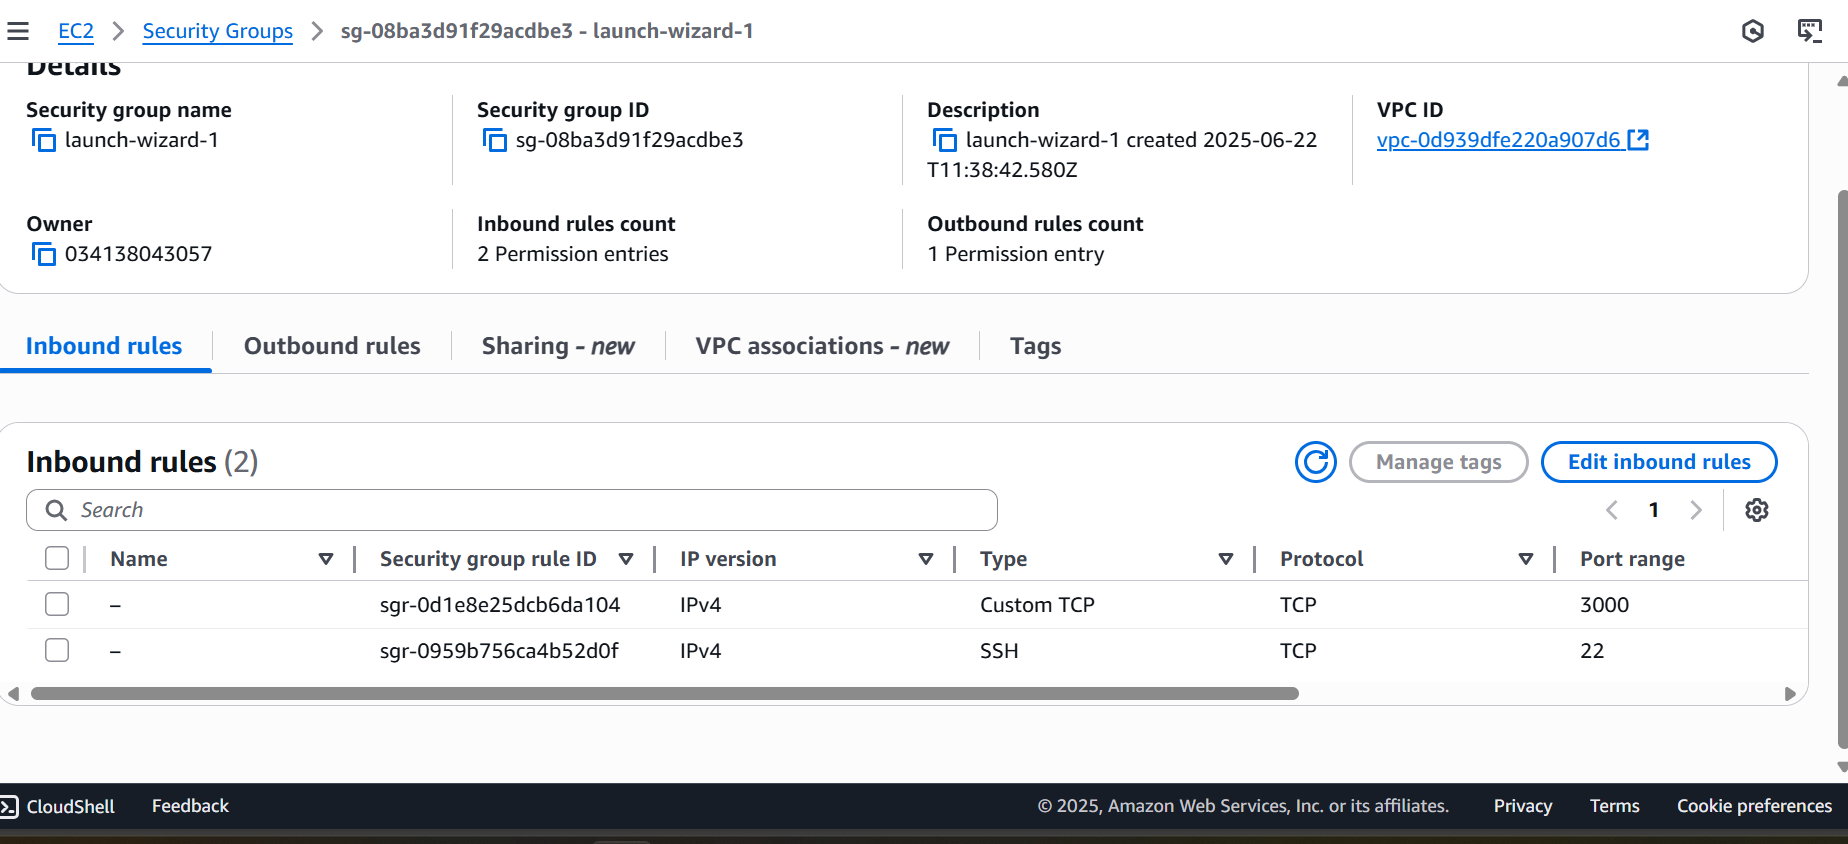 EC2 > Security Groups > sg-08ba3d91f29acdbe3 - launch-wizard-1
Details
Security group name
launch-wizard-1
Security group ID
sg-08ba3d91f29acdbe3
Description
launch-wizard-1 created 2025-06-22
T11:38:42.580Z
VPC ID
vpc-0d939dfe220a907d6
Owner
034138043057
Inbound rules count
2 Permission entries
Outbound rules count
1 Permission entry
Inbound rules
Outbound rules
Sharing - new
VPC associations - new
Tags
Inbound rules (2)
Manage tags
Edit inbound rules
Search
1
Name Security group rule ID IP version Type Protocol Port range
– sgr-0d1e8e25dcb6da104 IPv4 Custom TCP TCP 3000
– sgr-0959b756ca4b52d0f IPv4 SSH TCP 22
CloudShell Feedback © 2025, Amazon Web Services, Inc. or its affiliates. Privacy Terms Cookie preferences